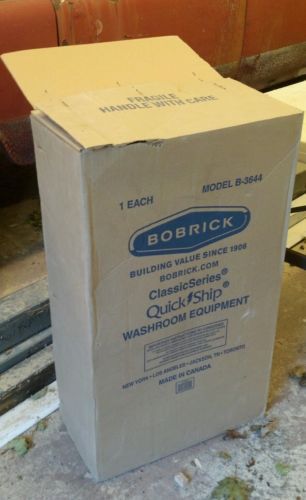 FRAGILE
HANDLE WITH CARE
1 EACH MODEL B-3644
BOBRICK
BUILDING VALUE SINCE 1906
BOBRICK.COM
ClassicSeries®
QuickShip®
WASHROOM EQUIPMENT
NEW YORK • LOS ANGELES • JACKSON, TN • TORONTO
MADE IN CANADA